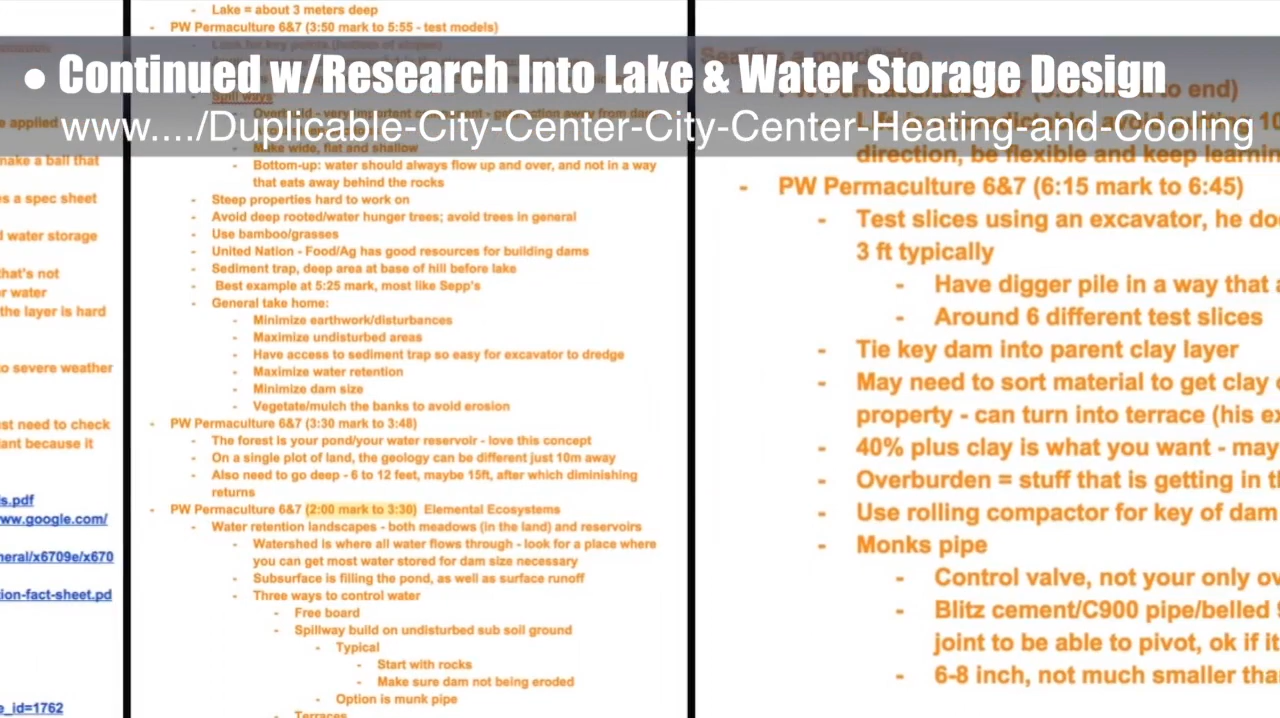 Lake = about 3 meters deep
- PW Permaculture 6&7 (3:50 mark to 5:55 - test models)
• Continued w/Research Into Lake & Water Storage Design
www..../Duplicable-City-Center-City-Center-Heating-and-Cooling
e applied
nake a ball that
es a spec sheet
d water storage
that's not
or water
the layer is hard
to severe weather
ust need to check
iant because it
is.pdf
ww.google.com/
neral/x6709e/x670
ion-fact-sheet.pd
e_id=1762
Spill ways
- Make wide, flat and shallow
- Bottom-up: water should always flow up and over, and not in a way
that eats away behind the rocks
- Steep properties hard to work on
- Avoid deep rooted/water hunger trees; avoid trees in general
- Use bamboo/grasses
- United Nation - Food/Ag has good resources for building dams
- Sediment trap, deep area at base of hill before lake
- Best example at 5:25 mark, most like Sepp's
- General take home:
- Minimize earthwork/disturbances
- Maximize undisturbed areas
- Have access to sediment trap so easy for excavator to dredge
- Maximize water retention
- Minimize dam size
- Vegetate/mulch the banks to avoid erosion
- PW Permaculture 6&7 (3:30 mark to 3:48)
- The forest is your pond/your water reservoir - love this concept
- On a single plot of land, the geology can be different just 10m away
- Also need to go deep - 6 to 12 feet, maybe 15ft, after which diminishing
returns
- PW Permaculture 6&7 (2:00 mark to 3:30) Elemental Ecosystems
- Water retention landscapes - both meadows (in the land) and reservoirs
- Watershed is where all water flows through - look for a place where
you can get most water stored for dam size necessary
- Subsurface is filling the pond, as well as surface runoff
- Three ways to control water
- Free board
- Spillway build on undisturbed sub soil ground
- Typical
- Start with rocks
- Make sure dam not being eroded
- Option is munk pipe
- Terraces
to end)
direction, be flexible and keep learnin
- PW Permaculture 6&7 (6:15 mark to 6:45)
- Test slices using an excavator, he do
3 ft typically
- Have digger pile in a way that a
- Around 6 different test slices
- Tie key dam into parent clay layer
- May need to sort material to get clay
property - can turn into terrace (his ex
- 40% plus clay is what you want - may
- Overburden = stuff that is getting in t
- Use rolling compactor for key of dam
- Monks pipe
- Control valve, not your only ov
- Blitz cement/C900 pipe/belled
joint to be able to pivot, ok if it
- 6-8 inch, not much smaller tha